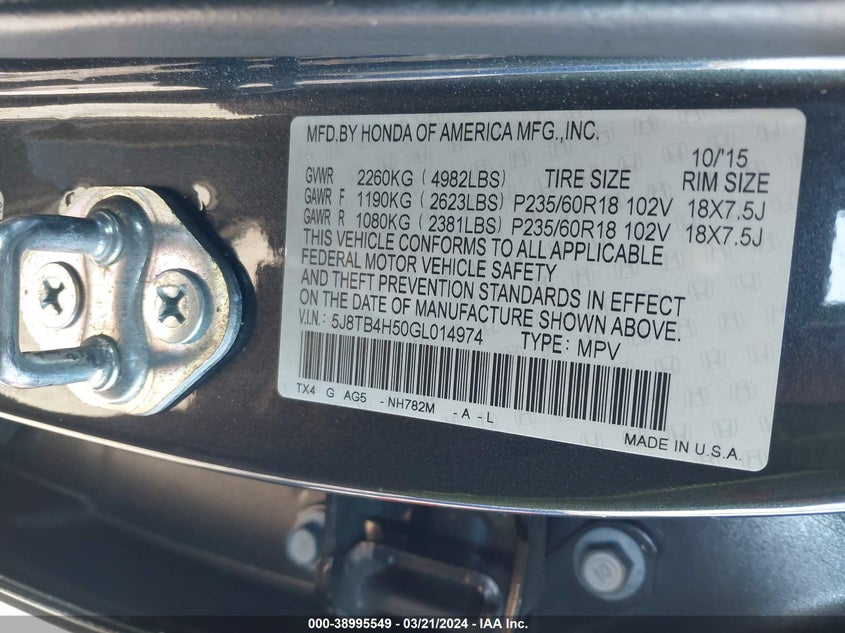 MFD.BY HONDA OF AMERICA MFG.,INC.
10/'15
GVWR 2260KG (4982LBS) TIRE SIZE RIM SIZE
GAWR F 1190KG (2623LBS) P235/60R18 102V 18X7.5J
GAWR R 1080KG (2381LBS) P235/60R18 102V 18X7.5J
THIS VEHICLE CONFORMS TO ALL APPLICABLE
FEDERAL MOTOR VEHICLE SAFETY
AND THEFT PREVENTION STANDARDS IN EFFECT
ON THE DATE OF MANUFACTURE SHOWN ABOVE.
V.I.N.: 5J8TB4H50GL014974 TYPE: MPV
TX4 G AG5 -NH782M -A-L
MADE IN U.S.A.
000-38995549 - 03/21/2024 - IAA Inc.